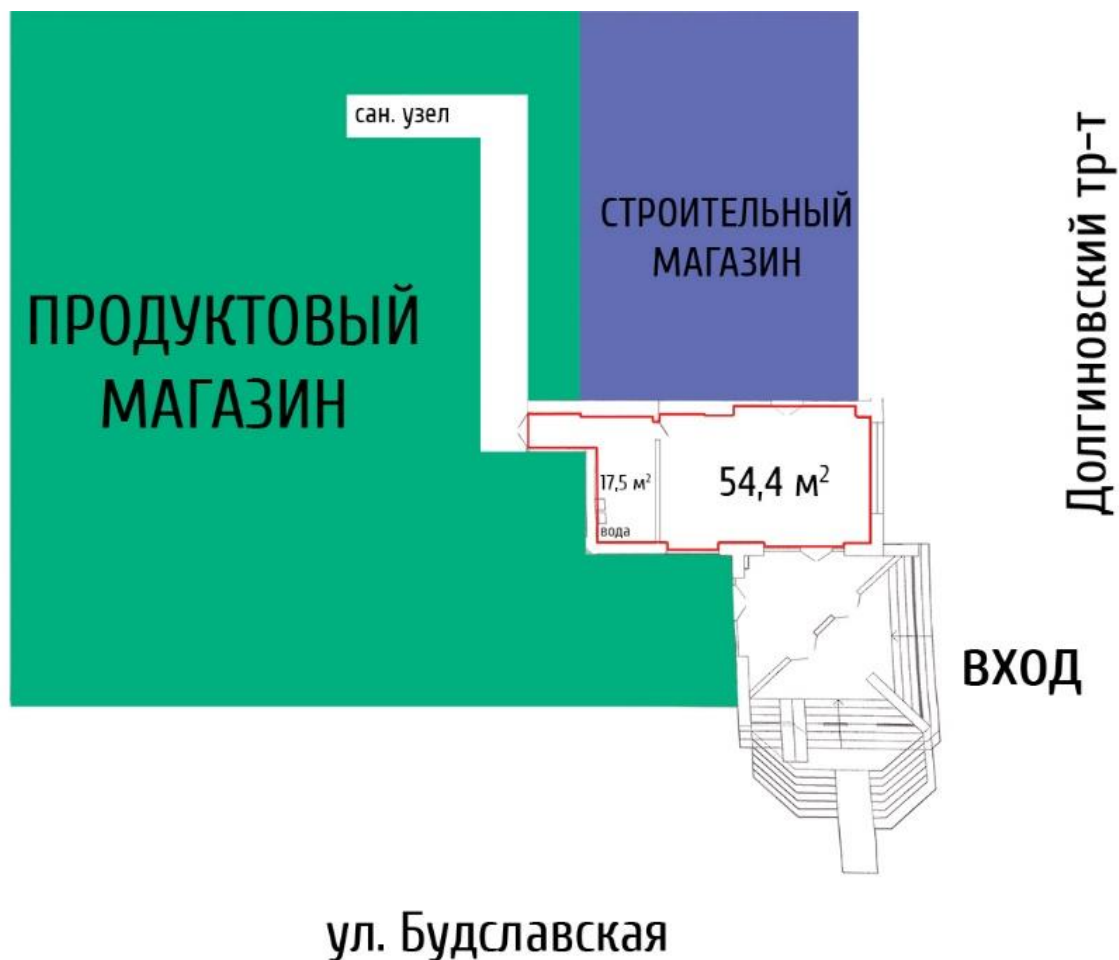 сан. узел
СТРОИТЕЛЬНЫЙ
МАГАЗИН
ПРОДУКТОВЫЙ
МАГАЗИН
Долгиновский тр-т
17,5 м²
54,4 м²
вода
ВХОД
ул. Будславская